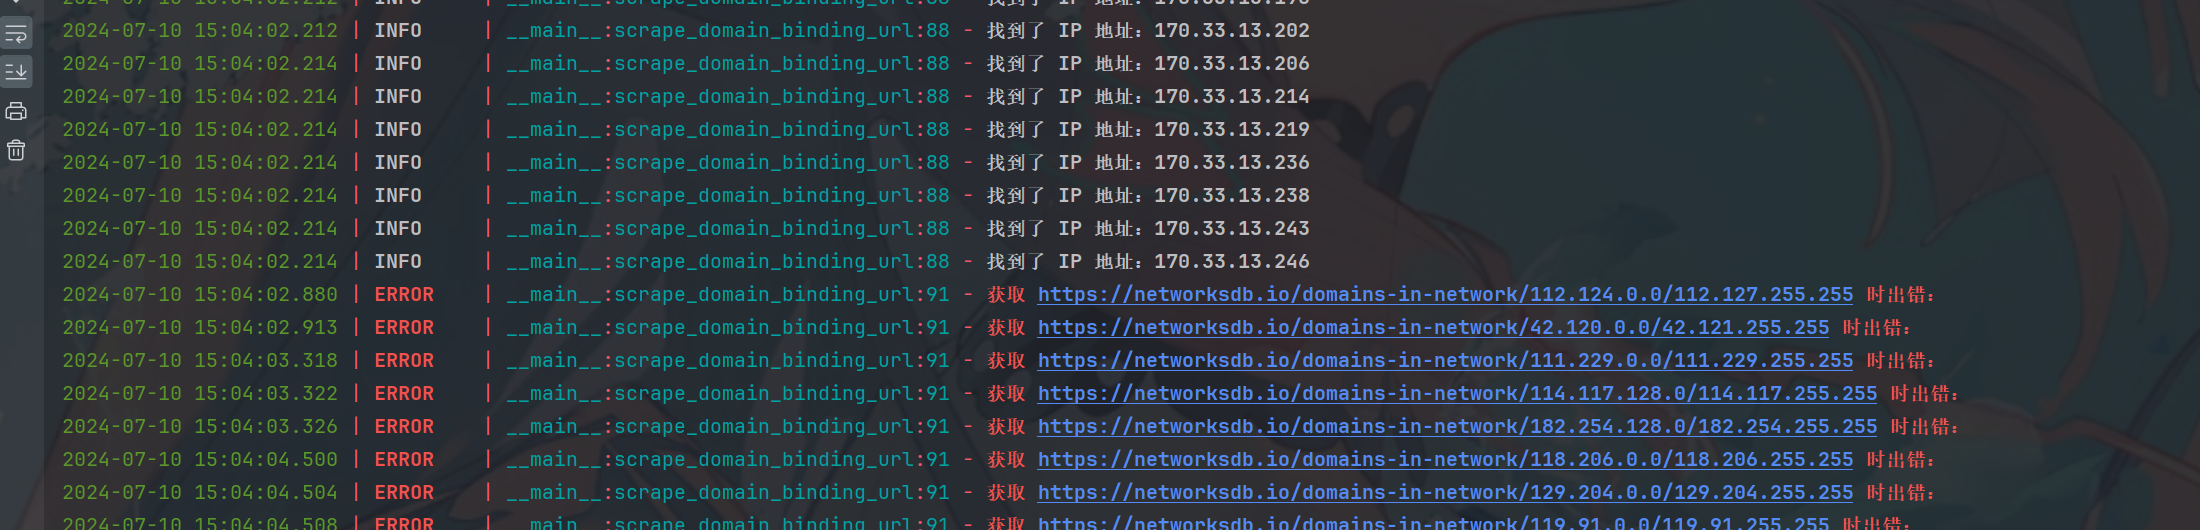 2024-07-10 15:04:02.212 | INFO     | __main__:scrape_domain_binding_url:88 - 找到了 IP 地址：170.33.13.202
2024-07-10 15:04:02.214 | INFO     | __main__:scrape_domain_binding_url:88 - 找到了 IP 地址：170.33.13.206
2024-07-10 15:04:02.214 | INFO     | __main__:scrape_domain_binding_url:88 - 找到了 IP 地址：170.33.13.214
2024-07-10 15:04:02.214 | INFO     | __main__:scrape_domain_binding_url:88 - 找到了 IP 地址：170.33.13.219
2024-07-10 15:04:02.214 | INFO     | __main__:scrape_domain_binding_url:88 - 找到了 IP 地址：170.33.13.236
2024-07-10 15:04:02.214 | INFO     | __main__:scrape_domain_binding_url:88 - 找到了 IP 地址：170.33.13.238
2024-07-10 15:04:02.214 | INFO     | __main__:scrape_domain_binding_url:88 - 找到了 IP 地址：170.33.13.243
2024-07-10 15:04:02.214 | INFO     | __main__:scrape_domain_binding_url:88 - 找到了 IP 地址：170.33.13.246
2024-07-10 15:04:02.880 | ERROR    | __main__:scrape_domain_binding_url:91 - 获取 https://networksdb.io/domains-in-network/112.124.0.0/112.127.255.255 时出错：
2024-07-10 15:04:02.913 | ERROR    | __main__:scrape_domain_binding_url:91 - 获取 https://networksdb.io/domains-in-network/42.120.0.0/42.121.255.255 时出错：
2024-07-10 15:04:03.318 | ERROR    | __main__:scrape_domain_binding_url:91 - 获取 https://networksdb.io/domains-in-network/111.229.0.0/111.229.255.255 时出错：
2024-07-10 15:04:03.322 | ERROR    | __main__:scrape_domain_binding_url:91 - 获取 https://networksdb.io/domains-in-network/114.117.128.0/114.117.255.255 时出错：
2024-07-10 15:04:03.326 | ERROR    | __main__:scrape_domain_binding_url:91 - 获取 https://networksdb.io/domains-in-network/182.254.128.0/182.254.255.255 时出错：
2024-07-10 15:04:04.500 | ERROR    | __main__:scrape_domain_binding_url:91 - 获取 https://networksdb.io/domains-in-network/118.206.0.0/118.206.255.255 时出错：
2024-07-10 15:04:04.504 | ERROR    | __main__:scrape_domain_binding_url:91 - 获取 https://networksdb.io/domains-in-network/129.204.0.0/129.204.255.255 时出错：
2024-07-10 15:04:04.508 | ERROR    | __main__:scrape_domain_binding_url:91 - 获取 https://networksdb.io/domains-in-network/119.91.0.0/119.91.255.255 时出错：